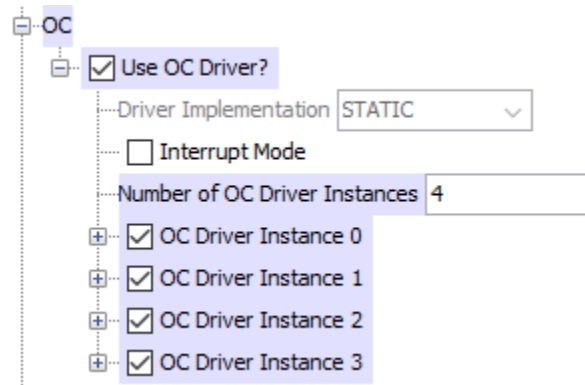 OC
Use OC Driver?
Driver Implementation STATIC
Interrupt Mode
Number of OC Driver Instances 4
OC Driver Instance 0
OC Driver Instance 1
OC Driver Instance 2
OC Driver Instance 3